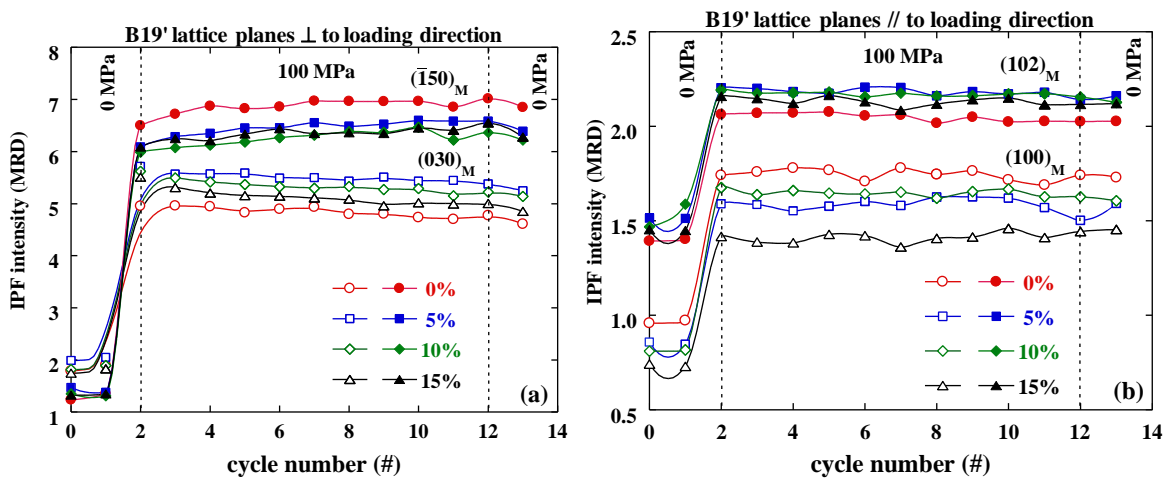 B19' lattice planes ⊥ to loading direction
8
7
6
5
4
3
2
1
0 MPa
100 MPa
0 MPa
(1̅50)M
(030)M
0%
5%
10%
15%
(a)
0 2 4 6 8 10 12 14
cycle number (#)
IPF intensity (MRD)
B19' lattice planes // to loading direction
2.5
2.0
1.5
1.0
0.5
0 MPa
100 MPa
0 MPa
(102)M
(100)M
0%
5%
10%
15%
(b)
0 2 4 6 8 10 12 14
cycle number (#)
IPF intensity (MRD)